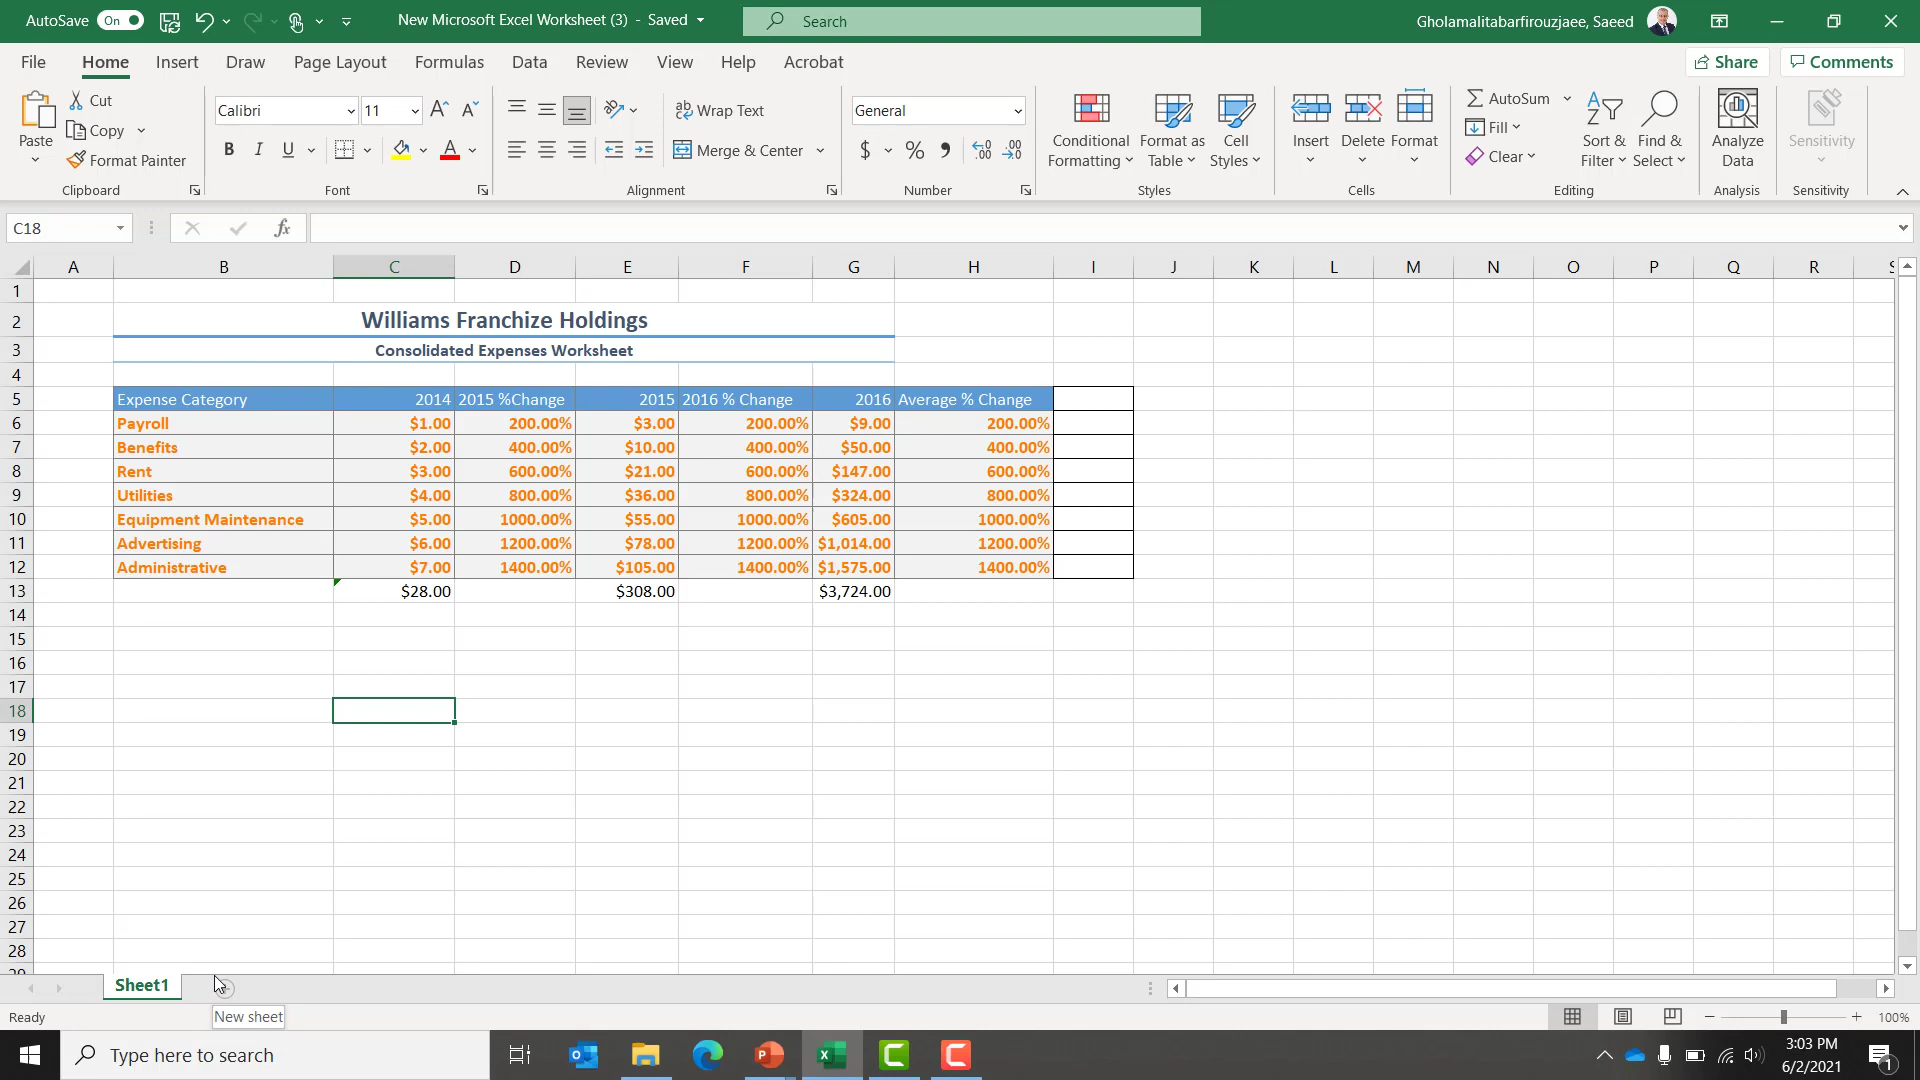 AutoSave On New Microsoft Excel Worksheet (3) - Saved Search Gholamalitabarfirouzjaee, Saeed
File Home Insert Draw Page Layout Formulas Data Review View Help Acrobat Share Comments
Paste Cut Copy Format Painter
Clipboard
Calibri 11
B I U A
Font
Wrap Text
Merge & Center
Alignment
General
$ % ,
Number
Conditional Formatting
Format as Table
Cell Styles
Styles
Insert Delete Format
Cells
AutoSum
Fill
Clear
Sort & Filter
Find & Select
Editing
Analyze Data
Analysis
Sensitivity
Sensitivity
C18 fx
A B C D E F G H I J K L M N O P Q R
1
2 Williams Franchize Holdings
3 Consolidated Expenses Worksheet
4
5 Expense Category 2014 2015 %Change 2015 2016 % Change 2016 Average % Change
6 Payroll $1.00 200.00% $3.00 200.00% $9.00 200.00%
7 Benefits $2.00 400.00% $10.00 400.00% $50.00 400.00%
8 Rent $3.00 600.00% $21.00 600.00% $147.00 600.00%
9 Utilities $4.00 800.00% $36.00 800.00% $324.00 800.00%
10 Equipment Maintenance $5.00 1000.00% $55.00 1000.00% $605.00 1000.00%
11 Advertising $6.00 1200.00% $78.00 1200.00% $1,014.00 1200.00%
12 Administrative $7.00 1400.00% $105.00 1400.00% $1,575.00 1400.00%
13 $28.00 $308.00 $3,724.00
14
15
16
17
18
19
20
21
22
23
24
25
26
27
28
Sheet1
Ready New sheet 100%
Type here to search 3:03 PM
6/2/2021 1